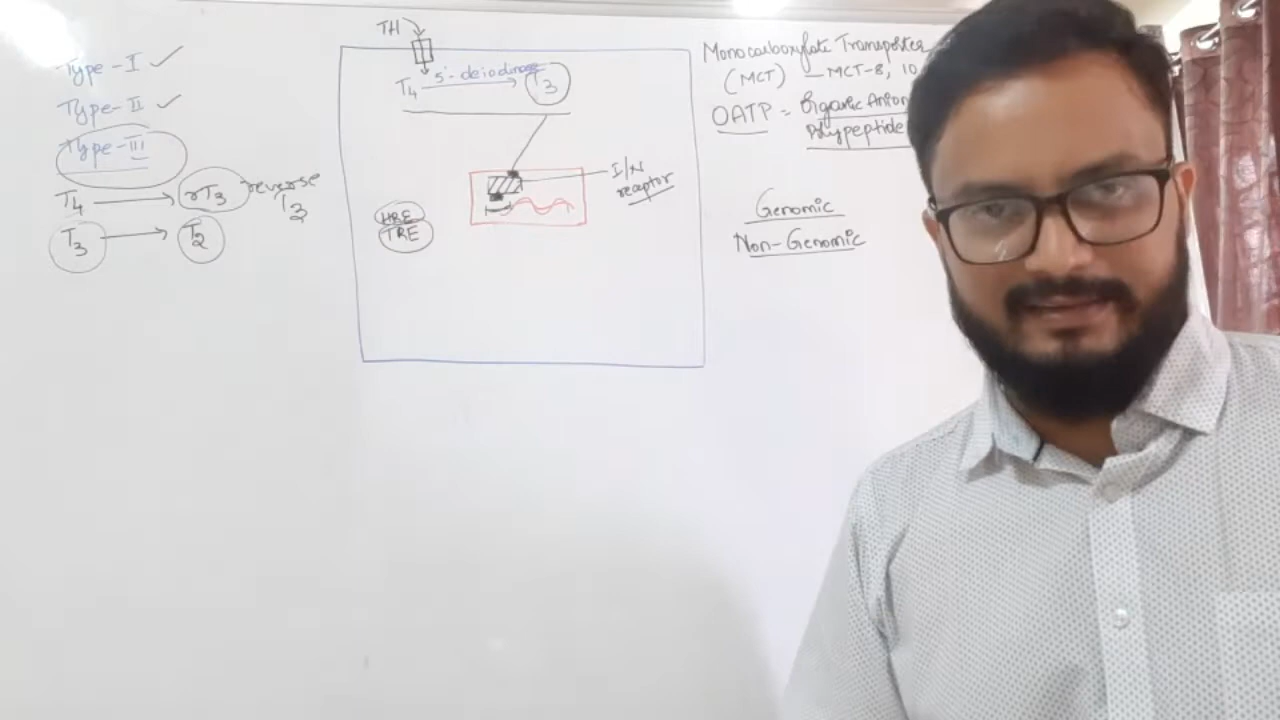 Type-I ✓
Type-II ✓
Type-III
T4 → rT3 reverse T3
T3 → T2
TH
T4 5'-deiodinase T3
I/N
reaptor
HRE
TRE
Monocarboxylate Transporter
(MCT) — MCT-8, 10
OATP = Organic Anion
Polypeptide
Genomic
Non-Genomic